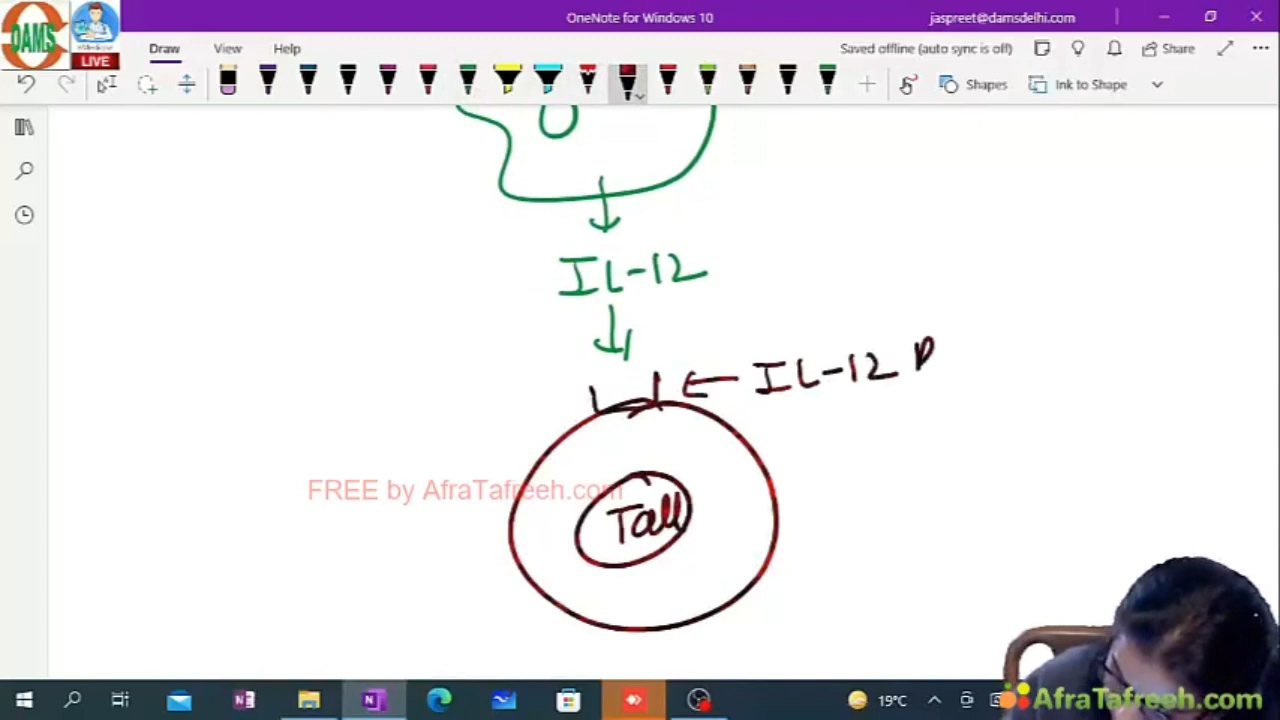 OneNote for Windows 10
jaspreet@damsdelhi.com
DAMS
LIVE
Draw View Help
Saved offline (auto sync is off)
Share
Shapes
Ink to Shape
IL-12
IL-12
FREE by AfraTafreeh.com
Tcell
19°C
AfraTafreeh.com